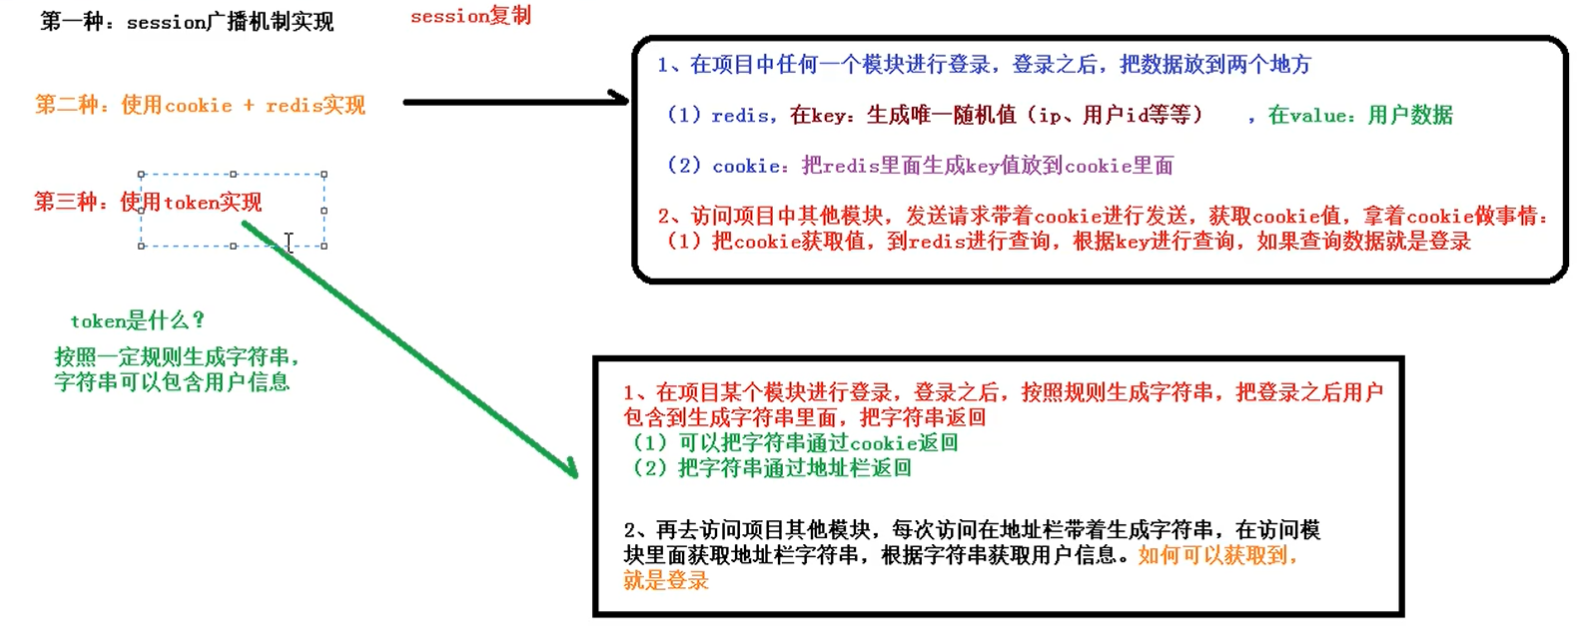 第一种：session广播机制实现
session复制
第二种：使用cookie + redis实现
1、在项目中任何一个模块进行登录，登录之后，把数据放到两个地方
（1）redis，在key：生成唯一随机值（ip、用户id等等） ，在value：用户数据
（2）cookie：把redis里面生成key值放到cookie里面
2、访问项目中其他模块，发送请求带着cookie进行发送，获取cookie值，拿着cookie做事情：
（1）把cookie获取值，到redis进行查询，根据key进行查询，如果查询数据就是登录
第三种：使用token实现
token是什么？
按照一定规则生成字符串，
字符串可以包含用户信息
1、在项目某个模块进行登录，登录之后，按照规则生成字符串，把登录之后用户
包含到生成字符串里面，把字符串返回
（1）可以把字符串通过cookie返回
（2）把字符串通过地址栏返回
2、再去访问项目其他模块，每次访问在地址栏带着生成字符串，在访问模
块里面获取地址栏字符串，根据字符串获取用户信息。如何可以获取到，
就是登录